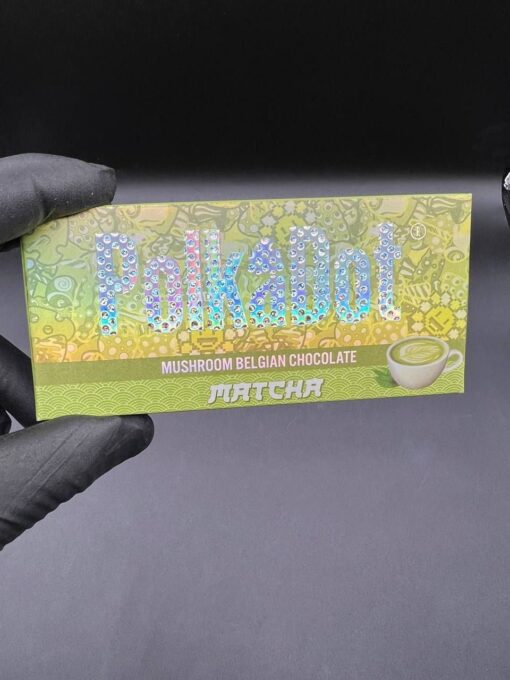 PolkaDot
MUSHROOM BELGIAN CHOCOLATE
MATCHA